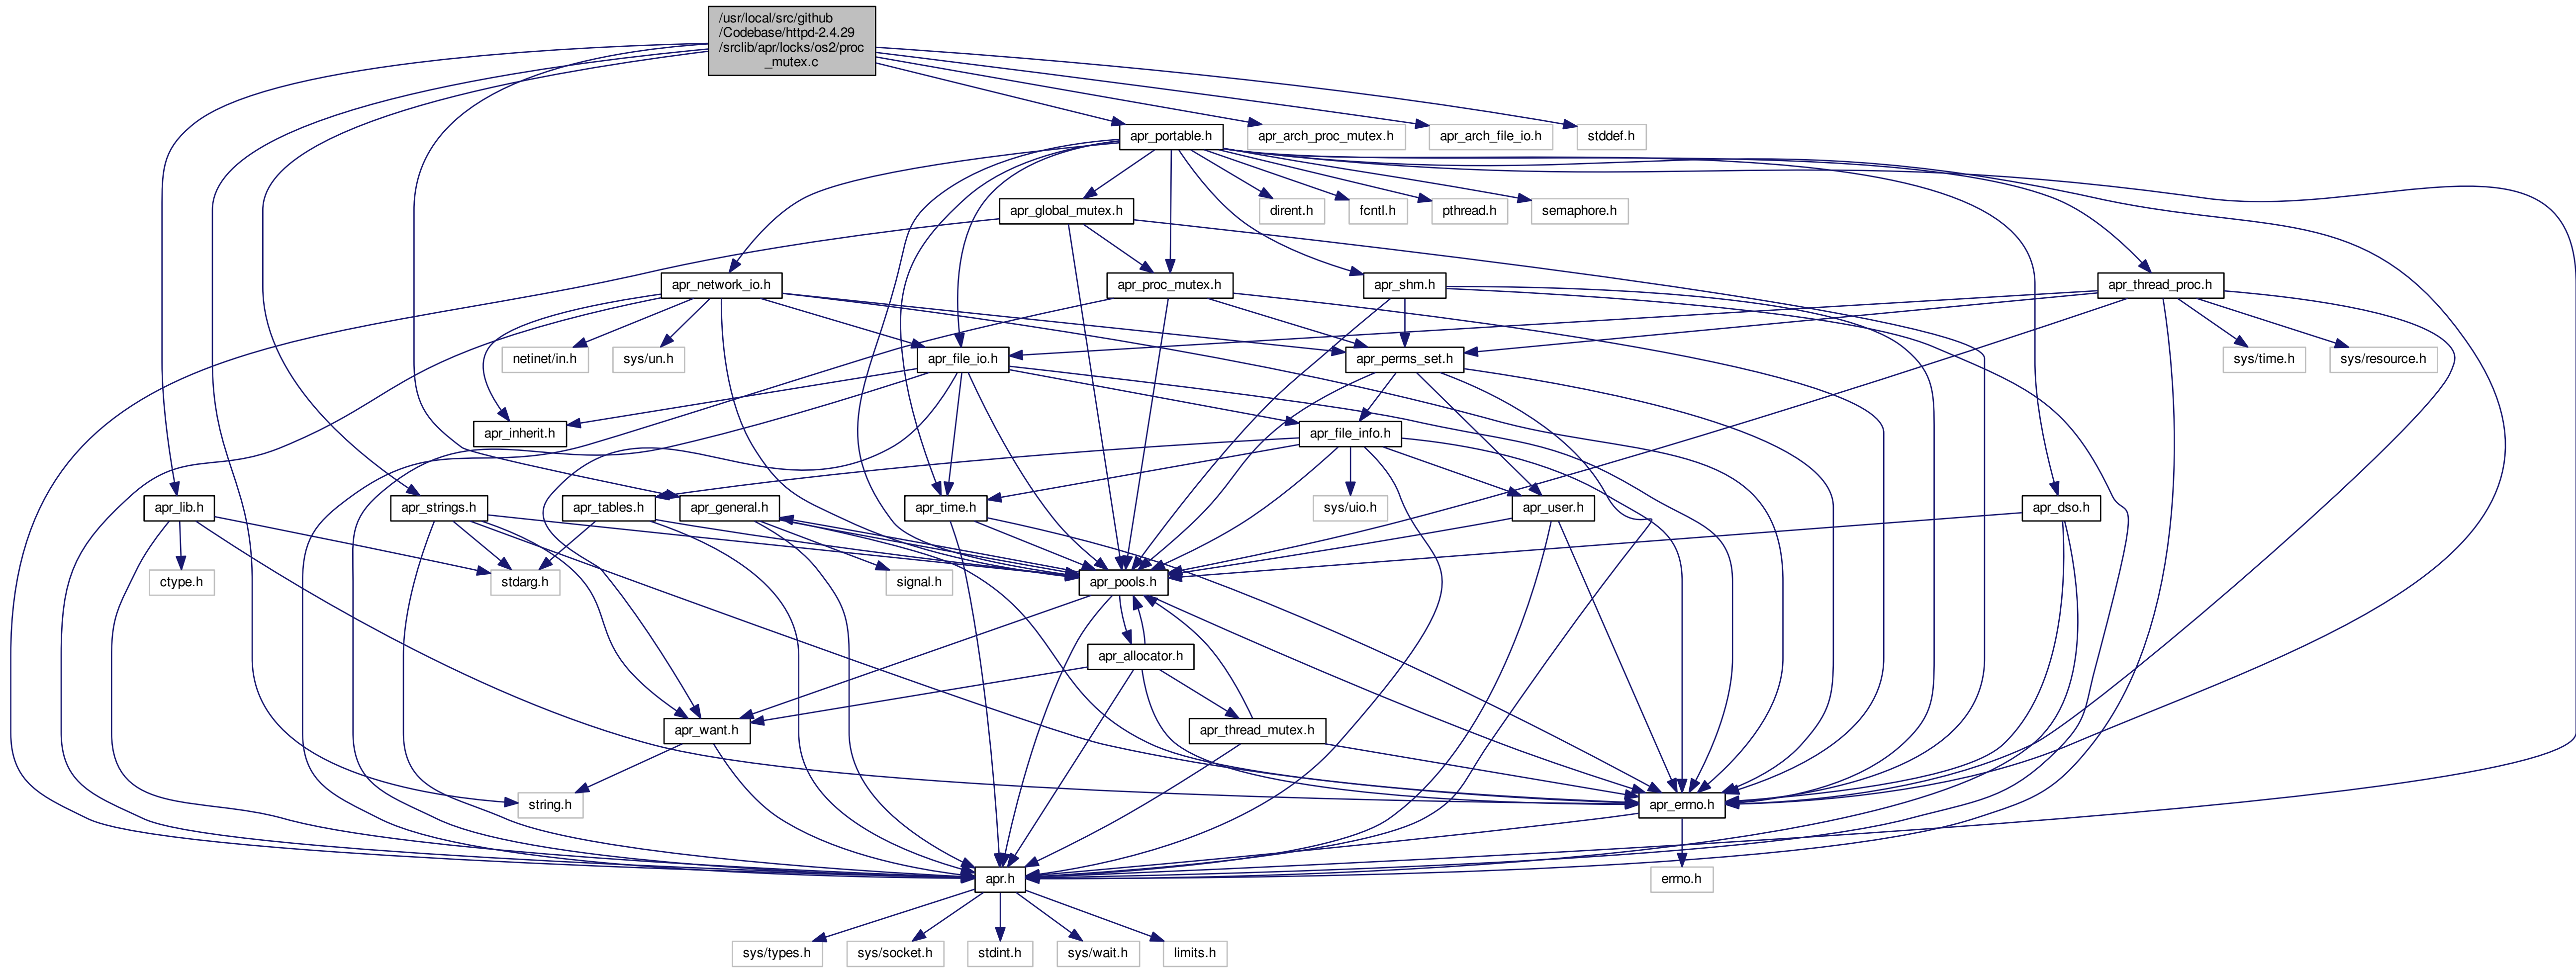 /usr/local/src/github
/Codebase/httpd-2.4.29
/srclib/apr/locks/os2/proc
_mutex.c
apr_portable.h
apr_arch_proc_mutex.h
apr_arch_file_io.h
stddef.h
apr_global_mutex.h
dirent.h
fcntl.h
pthread.h
semaphore.h
apr_network_io.h
apr_proc_mutex.h
apr_shm.h
apr_thread_proc.h
netinet/in.h
sys/un.h
apr_file_io.h
apr_perms_set.h
sys/time.h
sys/resource.h
apr_inherit.h
apr_file_info.h
apr_lib.h
apr_strings.h
apr_tables.h
apr_general.h
apr_time.h
sys/uio.h
apr_user.h
apr_dso.h
ctype.h
stdarg.h
signal.h
apr_pools.h
apr_allocator.h
apr_want.h
apr_thread_mutex.h
string.h
apr_errno.h
apr.h
errno.h
sys/types.h
sys/socket.h
stdint.h
sys/wait.h
limits.h